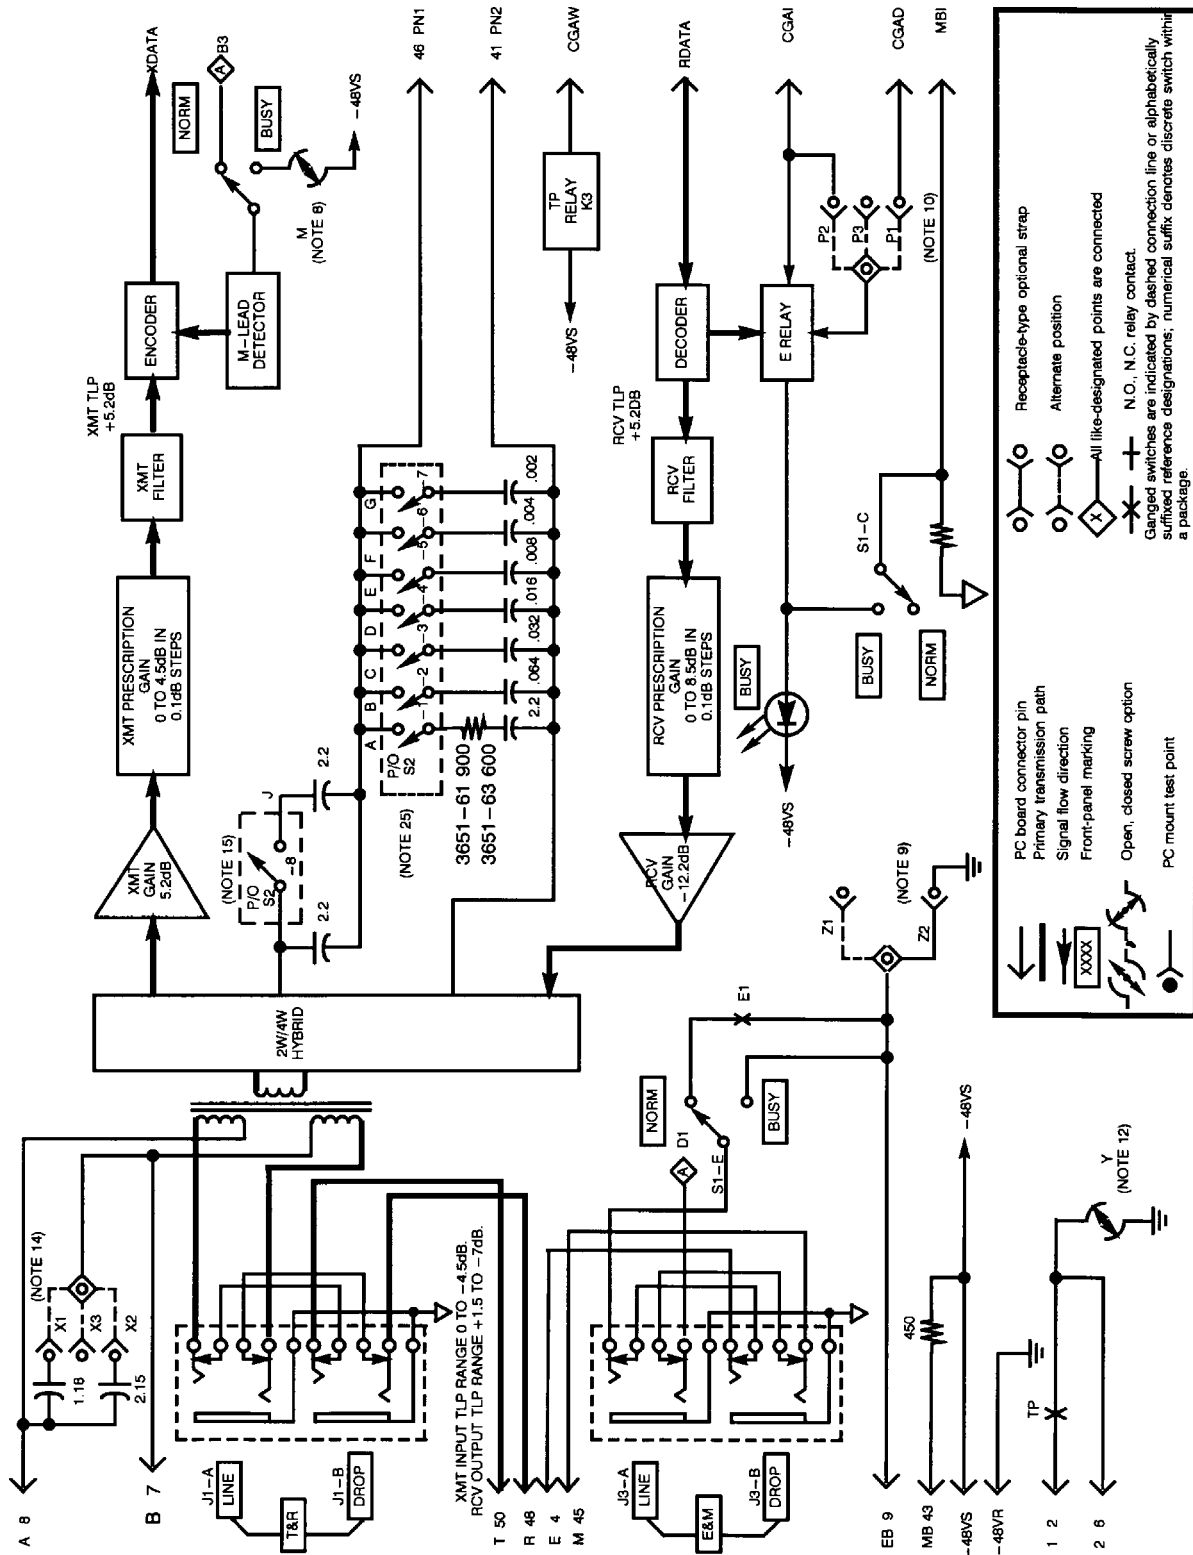 XDATA
A
B3
NORM
BUSY
-48VS
M
(NOTE 8)
XMT TLP
+5.2dB
ENCODER
M-LEAD
DETECTOR
XMT
FILTER
XMT PRESCRIPTION
GAIN
0 TO 4.5dB IN
0.1dB STEPS
XMT
GAIN
5.2dB
(NOTE 15)
P/O
S2
-8
J
2.2
2.2
2W/4W
HYBRID
46 PN1
41 PN2
CGAW
TP
RELAY
K3
-48VS
A
B
C
D
E
F
G
P/O
S2
-1
-2
-3
-4
-5
-6
-7
(NOTE 25)
3651-61 900
3651-63 600
2.2
.064
.032
.016
.008
.004
.002
RDATA
CGAI
CGAD
MBI
P2
P3
P1
(NOTE 10)
DECODER
E RELAY
RCV TLP
+5.2DB
RCV
FILTER
RCV PRESCRIPTION
GAIN
0 TO 8.5dB IN
0.1dB STEPS
RCV
GAIN
-12.2dB
BUSY
-48VS
S1-C
BUSY
NORM
Z1
Z2
(NOTE 9)
E1
NORM
BUSY
D1
A
S1-E
(NOTE 14)
X1
X3
X2
1.18
2.15
A 8
B 7
J1-A
LINE
T&R
J1-B
DROP
XMT INPUT TLP RANGE 0 TO -4.5dB.
RCV OUTPUT TLP RANGE +1.5 TO -7dB.
T 50
R 48
E 4
M 45
J3-A
LINE
E&M
J3-B
DROP
EB 9
MB 43
-48VS
-48VR
1 2
2 6
450
-48VS
TP
Y
(NOTE 12)
PC board connector pin
Primary transmission path
Signal flow direction
XXXX
Front-panel marking
Open, closed screw option
PC mount test point
Receptacle-type optional strap
Alternate position
X
All like-designated points are connected
N.O., N.C. relay contact.
Ganged switches are indicated by dashed connection line or alphabetically
suffixed reference designations; numerical suffix denotes discrete switch within
a package.